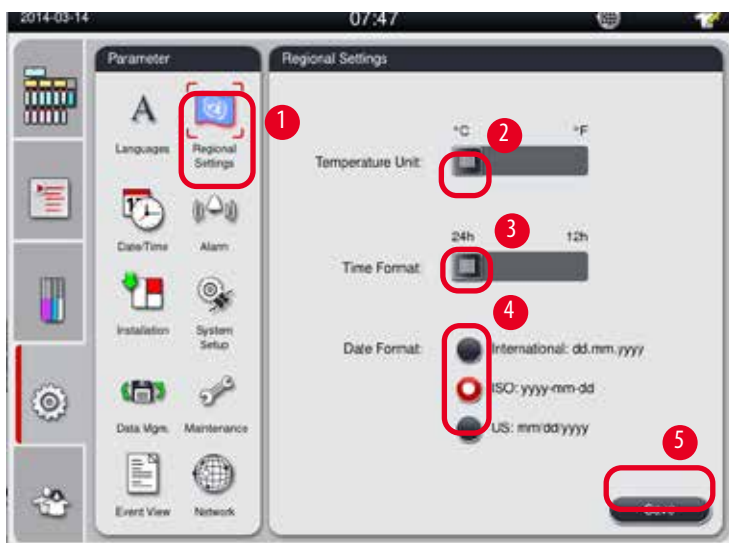 2014-03-14 07:47
Parameter
Regional Settings
A
Languages
Regional
Settings
1
Date/Time
Alarm
Installation
System
Setup
Data Mgm.
Maintenance
Event View
Network
°C 2 °F
Temperature Unit:
24h 3 12h
Time Format:
4
Date Format:
International: dd.mm.yyyy
ISO: yyyy-mm-dd
US: mm/dd/yyyy
5
Save